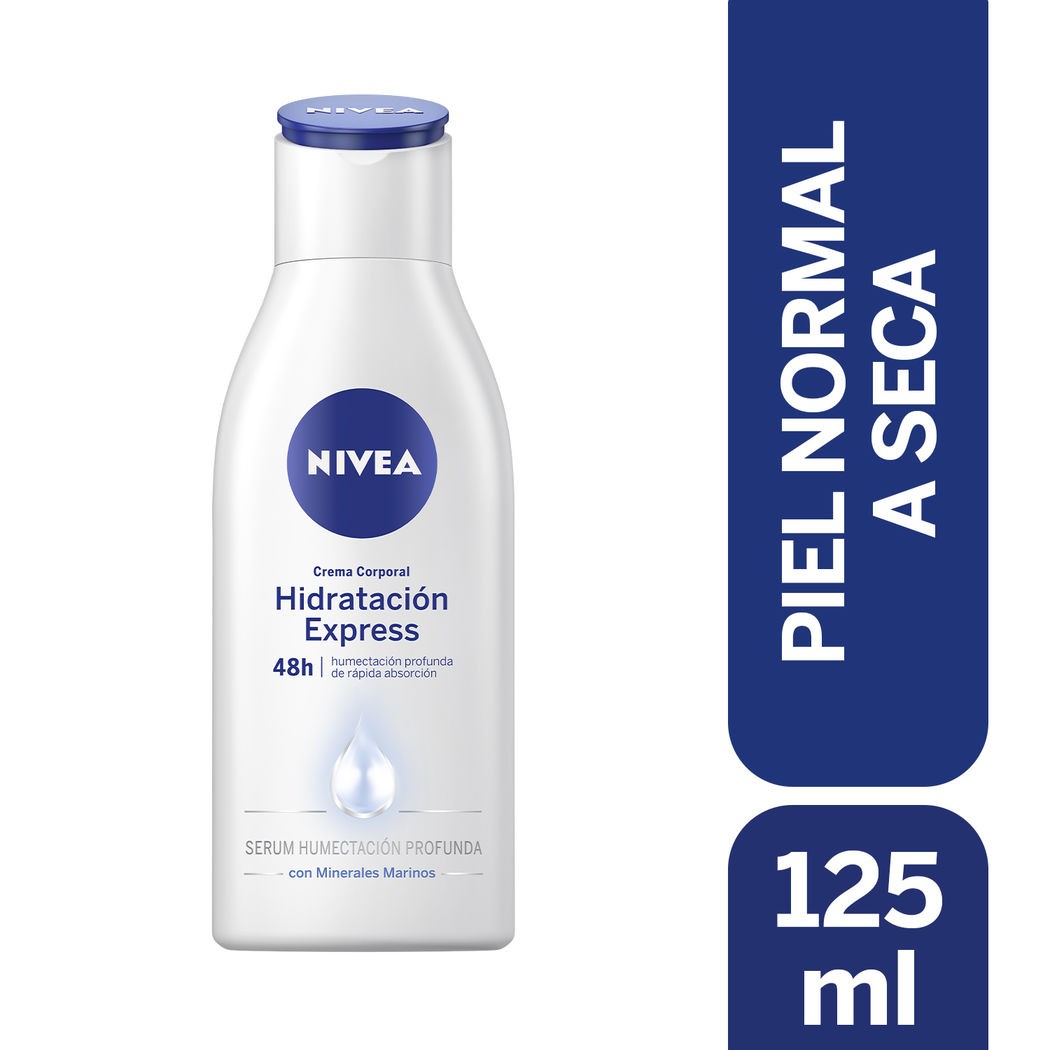 NIVEA
NIVEA
Crema Corporal
Hidratación
Express
48h | humectación profunda
de rápida absorción
SERUM HUMECTACIÓN PROFUNDA
con Minerales Marinos
PIEL NORMAL
A SECA
125
ml